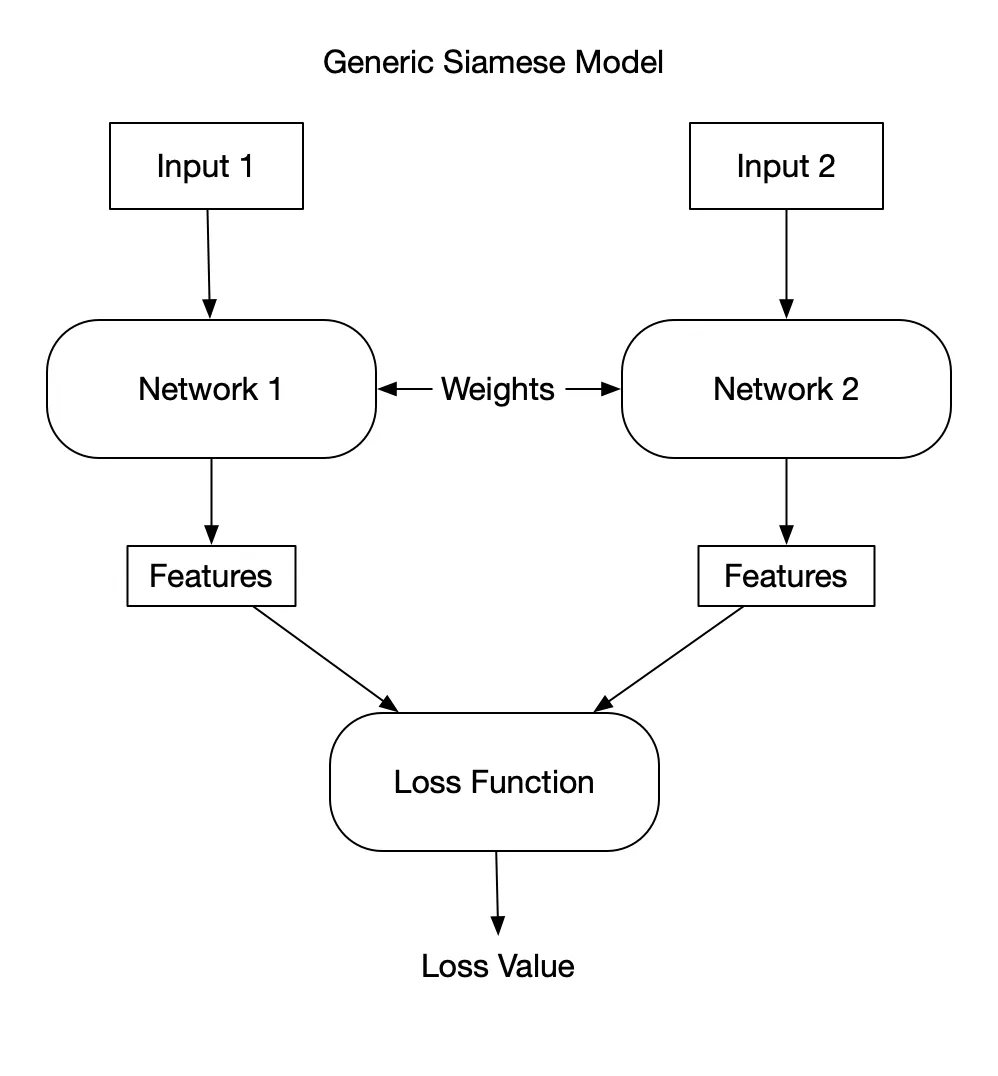 Generic Siamese Model
Input 1
Input 2
Network 1
Weights
Network 2
Features
Features
Loss Function
Loss Value